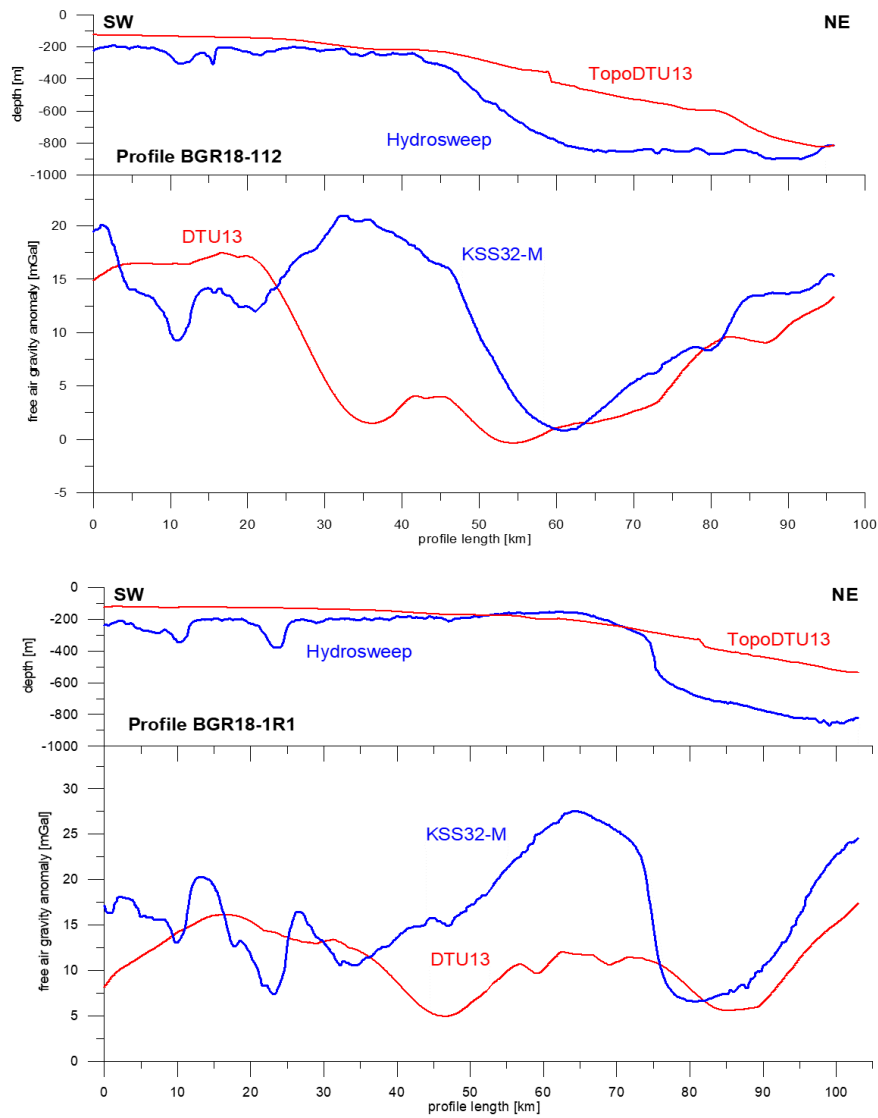 SW NE
0
-200
-400
-600
-800
-1000
depth [m]
TopoDTU13
Hydrosweep
Profile BGR18-112
20
15
10
5
0
-5
free air gravity anomaly [mGal]
DTU13
KSS32-M
0 10 20 30 40 50 60 70 80 90 100
profile length [km]
SW NE
0
-200
-400
-600
-800
-1000
depth [m]
TopoDTU13
Hydrosweep
Profile BGR18-1R1
30
25
20
15
10
5
0
free air gravity anomaly [mGal]
KSS32-M
DTU13
0 10 20 30 40 50 60 70 80 90 100
profile length [km]